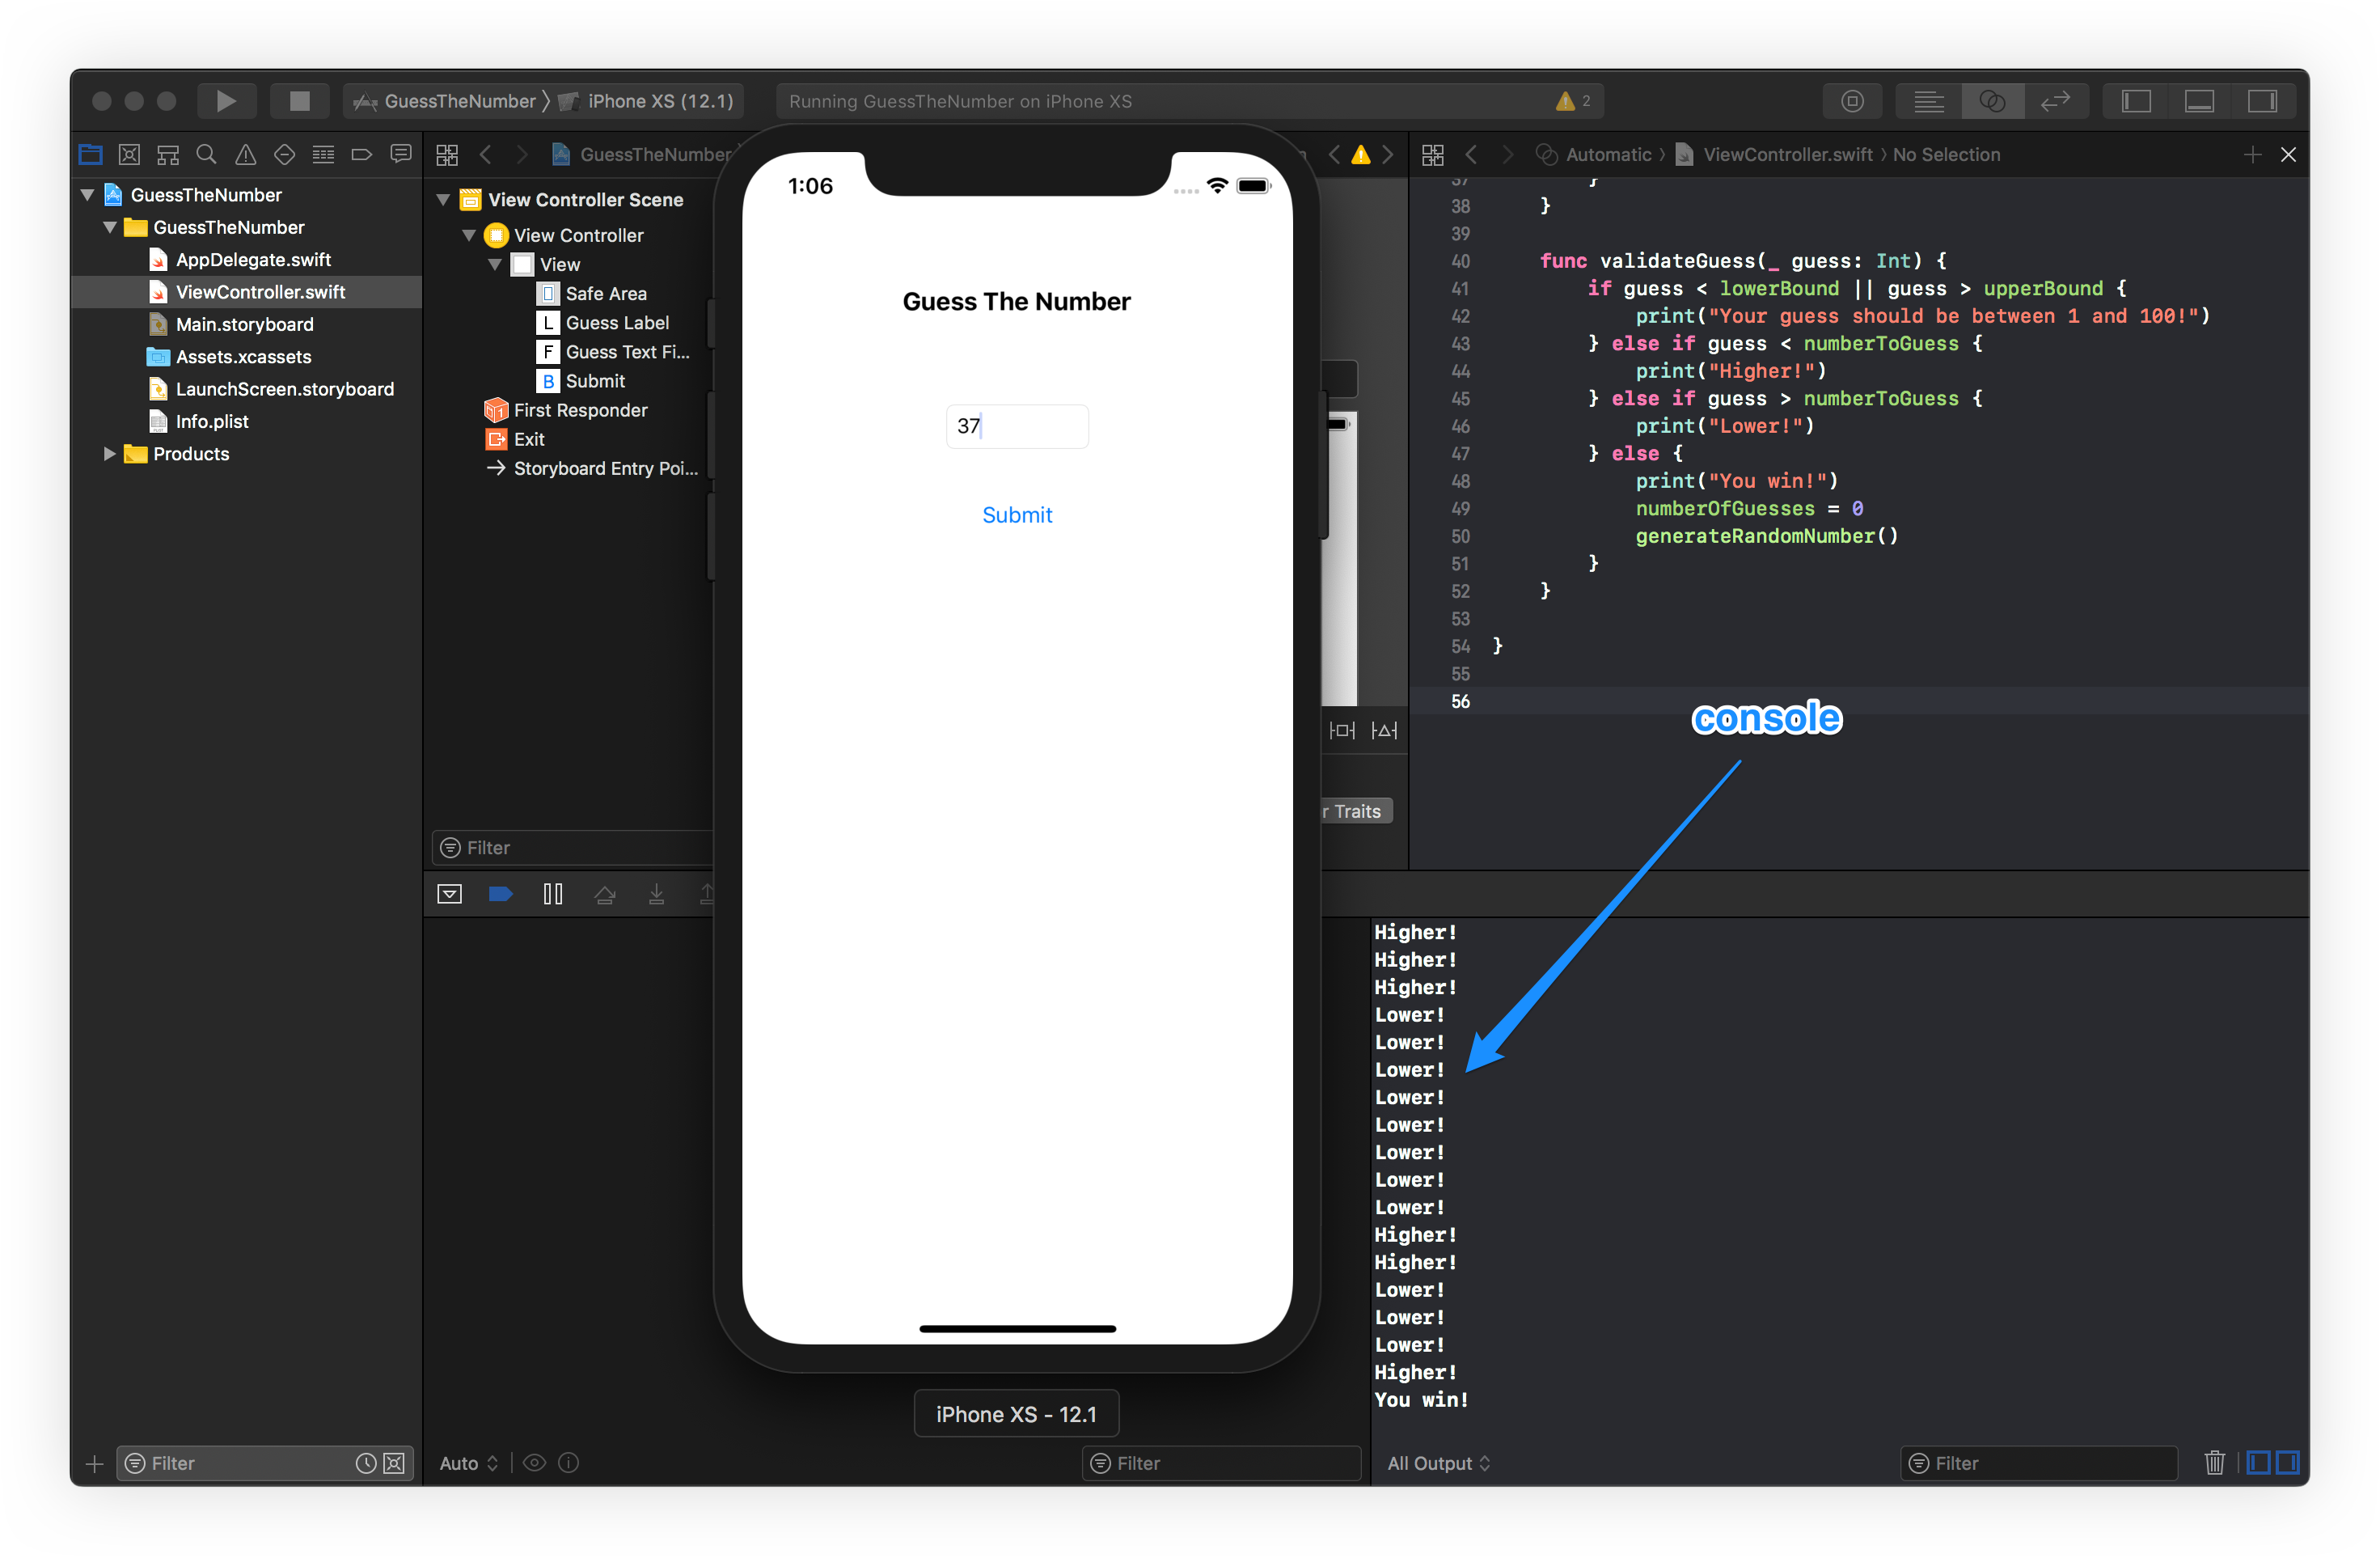 GuessTheNumber 〉 iPhone XS (12.1)
Running GuessTheNumber on iPhone XS
2
GuessTheNumber
GuessTheNumber
AppDelegate.swift
ViewController.swift
Main.storyboard
Assets.xcassets
LaunchScreen.storyboard
Info.plist
Products
Filter
GuessTheNumber
View Controller Scene
View Controller
View
Safe Area
L Guess Label
F Guess Text Fi...
B Submit
First Responder
Exit
Storyboard Entry Poi...
Filter
1:06
Guess The Number
37
Submit
iPhone XS - 12.1
r Traits
Automatic 〉 ViewController.swift 〉 No Selection
37 }
38 }
39
40 func validateGuess(_ guess: Int) {
41 if guess < lowerBound || guess > upperBound {
42 print("Your guess should be between 1 and 100!")
43 } else if guess < numberToGuess {
44 print("Higher!")
45 } else if guess > numberToGuess {
46 print("Lower!")
47 } else {
48 print("You win!")
49 numberOfGuesses = 0
50 generateRandomNumber()
51 }
52 }
53
54 }
55
56
console
Higher!
Higher!
Higher!
Lower!
Lower!
Lower!
Lower!
Lower!
Lower!
Lower!
Lower!
Higher!
Higher!
Lower!
Lower!
Lower!
Higher!
You win!
Auto
Filter
All Output
Filter